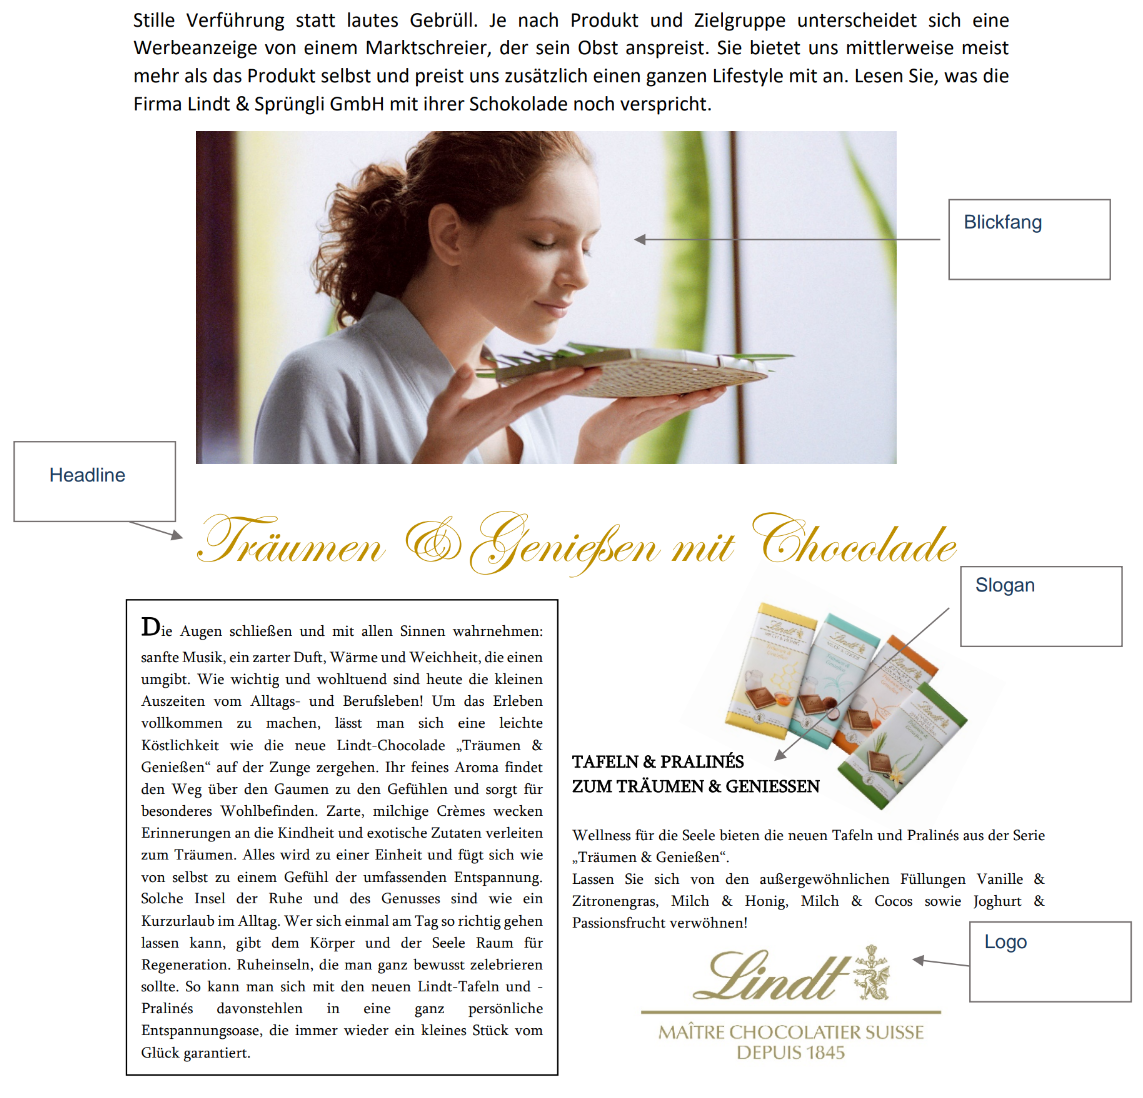 Stille Verführung statt lautes Gebrüll. Je nach Produkt und Zielgruppe unterscheidet sich eine
Werbeanzeige von einem Marktschreier, der sein Obst anspreist. Sie bietet uns mittlerweise meist
mehr als das Produkt selbst und preist uns zusätzlich einen ganzen Lifestyle mit an. Lesen Sie, was die
Firma Lindt & Sprüngli GmbH mit ihrer Schokolade noch verspricht.
Blickfang
Headline
Träumen & Genießen mit Chocolade
Slogan
Die Augen schließen und mit allen Sinnen wahrnehmen:
sanfte Musik, ein zarter Duft, Wärme und Weichheit, die einen
umgibt. Wie wichtig und wohltuend sind heute die kleinen
Auszeiten vom Alltags- und Berufsleben! Um das Erleben
vollkommen zu machen, lässt man sich eine leichte
Köstlichkeit wie die neue Lindt-Chocolade „Träumen &
Genießen“ auf der Zunge zergehen. Ihr feines Aroma findet
den Weg über den Gaumen zu den Gefühlen und sorgt für
besonderes Wohlbefinden. Zarte, milchige Crèmes wecken
Erinnerungen an die Kindheit und exotische Zutaten verleiten
zum Träumen. Alles wird zu einer Einheit und fügt sich wie
von selbst zu einem Gefühl der umfassenden Entspannung.
Solche Insel der Ruhe und des Genusses sind wie ein
Kurzurlaub im Alltag. Wer sich einmal am Tag so richtig gehen
lassen kann, gibt dem Körper und der Seele Raum für
Regeneration. Ruheinseln, die man ganz bewusst zelebrieren
sollte. So kann man sich mit den neuen Lindt-Tafeln und -
Pralinés davonstehlen in eine ganz persönliche
Entspannungsoase, die immer wieder ein kleines Stück vom
Glück garantiert.
Lindt
Lindt
Lindt
Lindt
TAFELN & PRALINÉS
ZUM TRÄUMEN & GENIESSEN
Wellness für die Seele bieten die neuen Tafeln und Pralinés aus der Serie
„Träumen & Genießen“.
Lassen Sie sich von den außergewöhnlichen Füllungen Vanille &
Zitronengras, Milch & Honig, Milch & Cocos sowie Joghurt &
Passionsfrucht verwöhnen!
Logo
Lindt
MAÎTRE CHOCOLATIER SUISSE
DEPUIS 1845